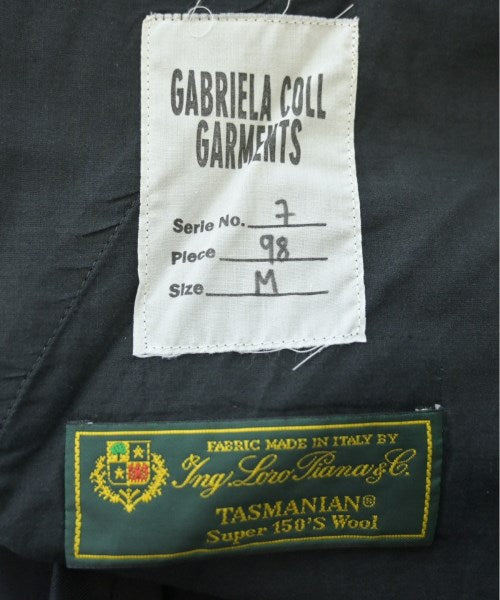 GABRIELA COLL
GARMENTS
Serie No. 7
Piece 98
Size M
FABRIC MADE IN ITALY BY
Ing. Loro Piana & C.
TASMANIAN®
Super 150'S Wool